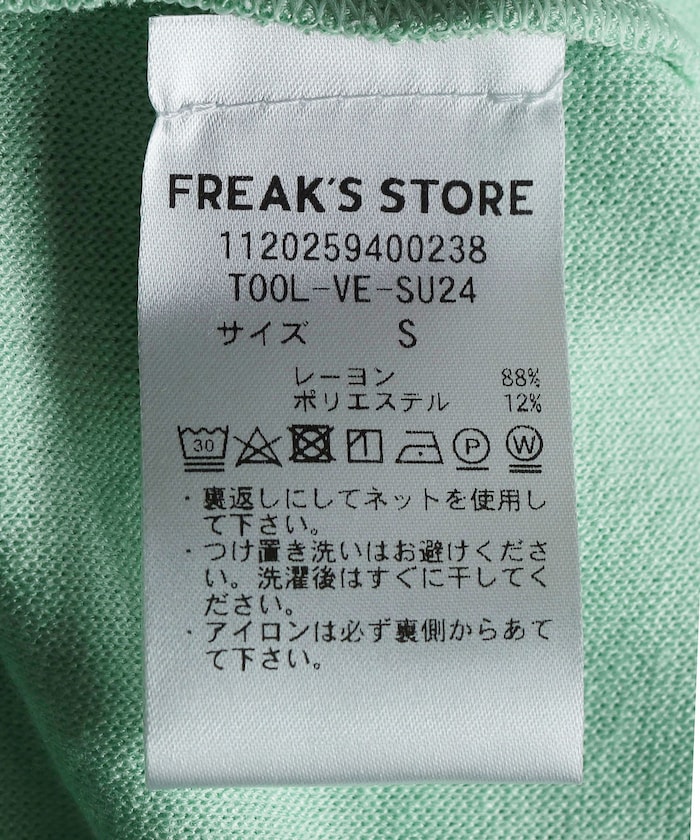 FREAK'S STORE
1120259400238
TOOL-VE-SU24
サイズ S
レーヨン 88%
ポリエステル 12%
30 P W
・裏返しにしてネットを使用し
て下さい。
・つけ置き洗いはお避けくださ
い。洗濯後はすぐに干してく
ださい。
・アイロンは必ず裏側からあて
て下さい。